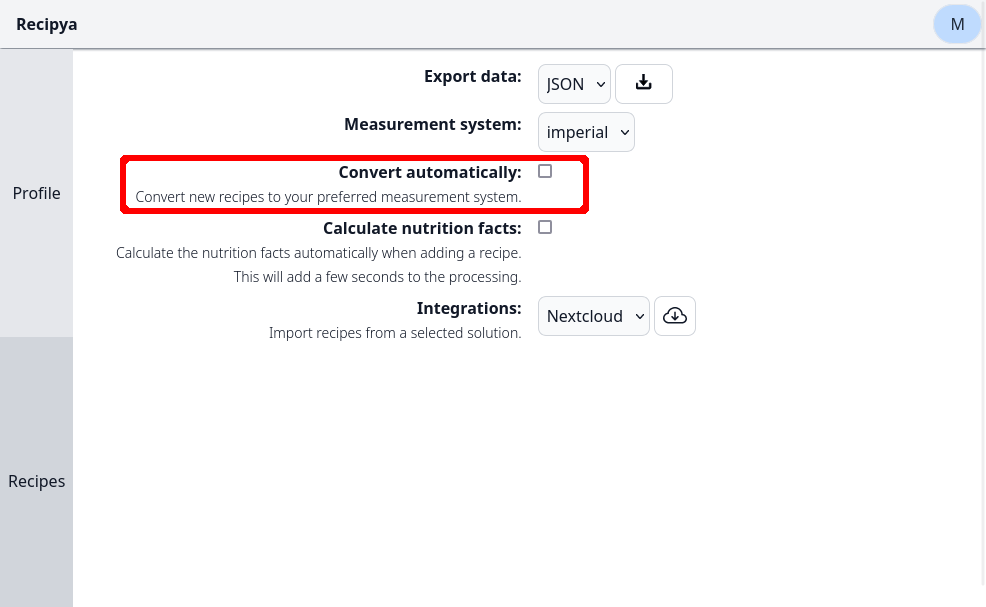 Recipya
M
Export data:
JSON
Measurement system:
imperial
Convert automatically:
Convert new recipes to your preferred measurement system.
Profile
Calculate nutrition facts:
Calculate the nutrition facts automatically when adding a recipe.
This will add a few seconds to the processing.
Integrations:
Nextcloud
Import recipes from a selected solution.
Recipes